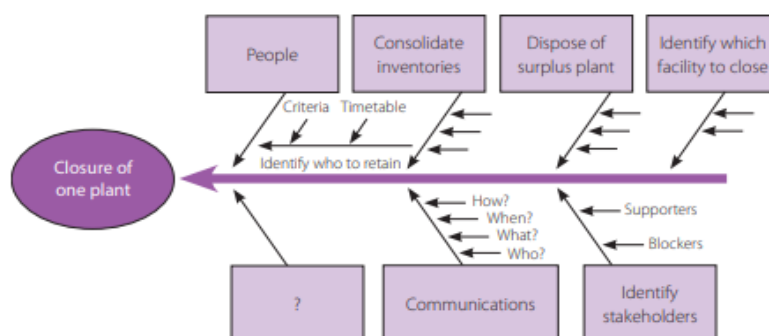 People
Consolidate
inventories
Dispose of
surplus plant
Identify which
facility to close
Criteria
Timetable
Identify who to retain
Closure of
one plant
How?
When?
What?
Who?
Supporters
Blockers
?
Communications
Identify
stakeholders